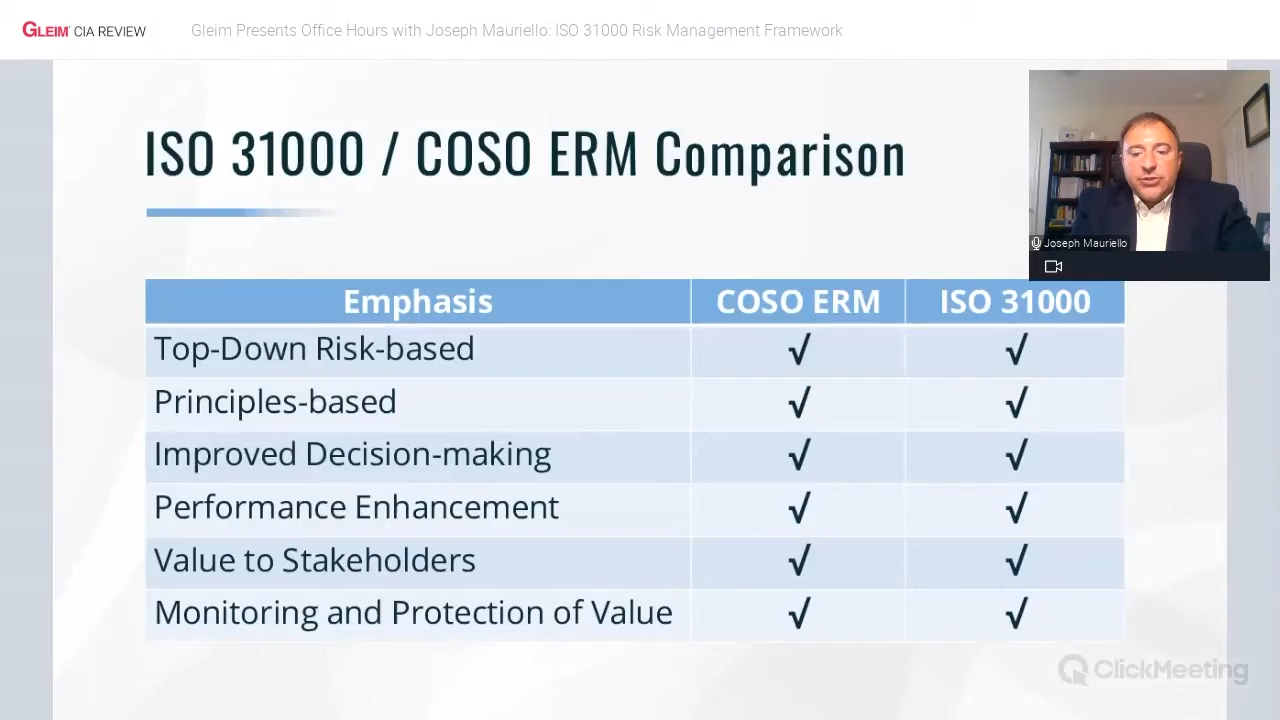 GLEIM CIA REVIEW
Gleim Presents Office Hours with Joseph Mauriello: ISO 31000 Risk Management Framework
ISO 31000 / COSO ERM Comparison
Joseph Mauriello
Emphasis COSO ERM ISO 31000
Top-Down Risk-based √ √
Principles-based √ √
Improved Decision-making √ √
Performance Enhancement √ √
Value to Stakeholders √ √
Monitoring and Protection of Value √ √
ClickMeeting